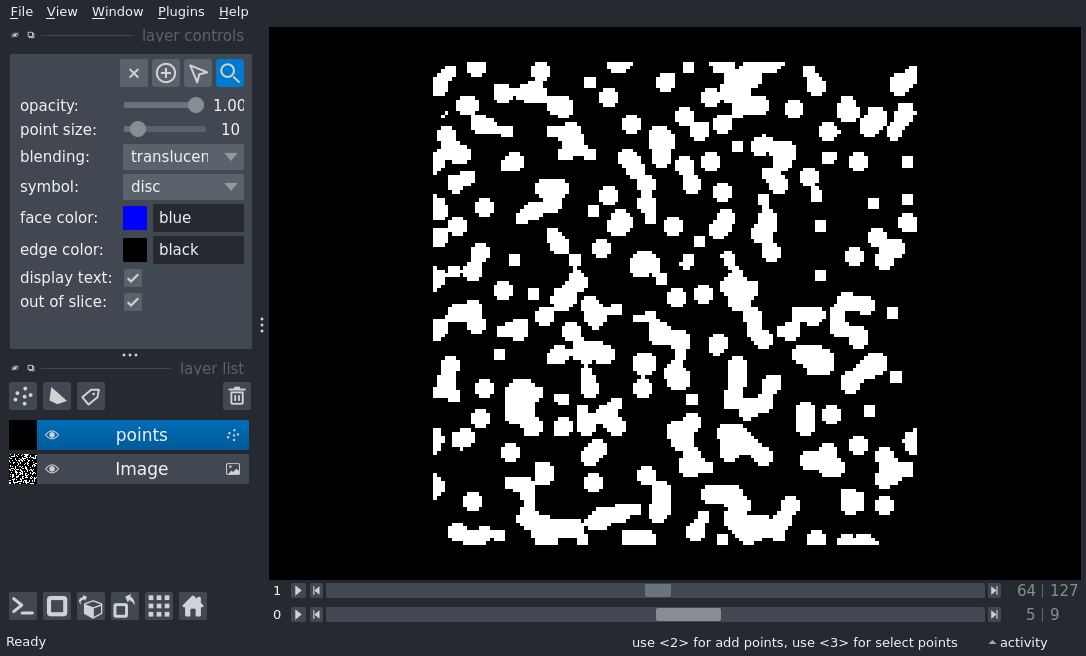 File View Window Plugins Help
layer controls
opacity: 1.00
point size: 10
blending: translucen
symbol: disc
face color: blue
edge color: black
display text:
out of slice:
layer list
points
Image
1 64 | 127
0 5 | 9
Ready use <2> for add points, use <3> for select points activity